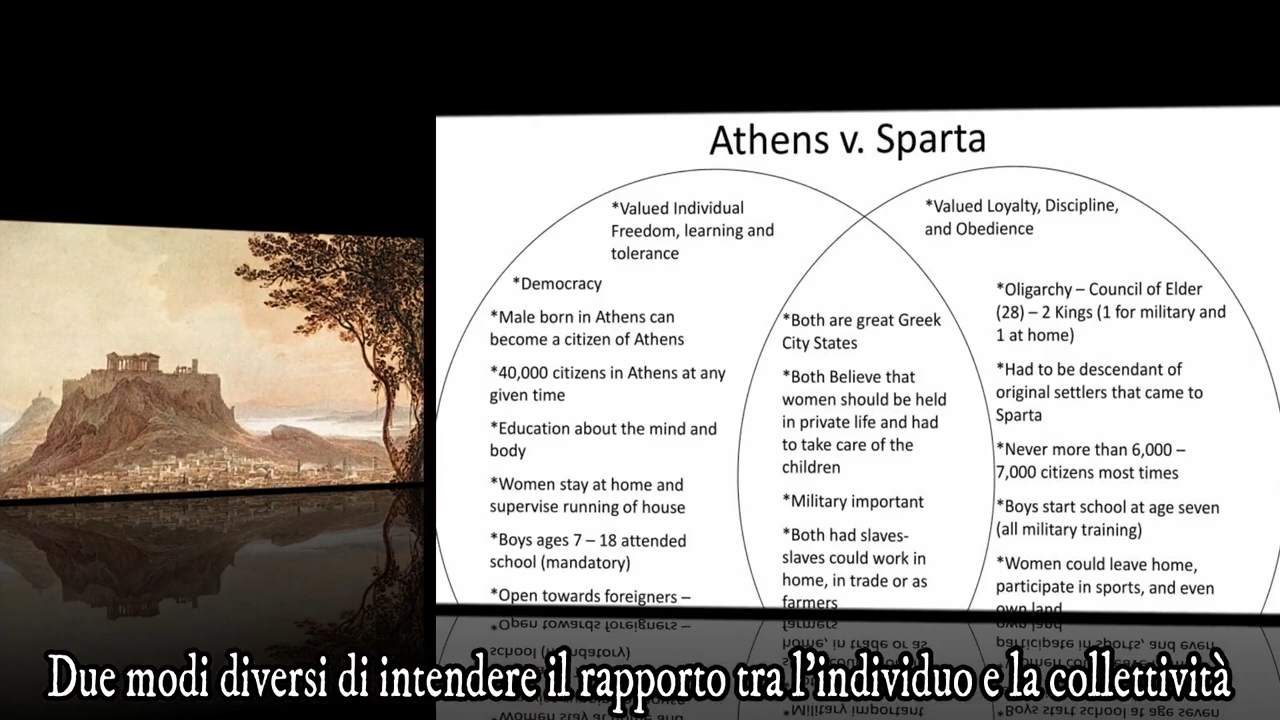 Athens v. Sparta
*Valued Individual
Freedom, learning and
tolerance
*Democracy
*Male born in Athens can
become a citizen of Athens
*40,000 citizens in Athens at any
given time
*Education about the mind and
body
*Women stay at home and
supervise running of house
*Boys ages 7 – 18 attended
school (mandatory)
*Open towards foreigners –
*Both are great Greek
City States
*Both Believe that
women should be held
in private life and had
to take care of the
children
*Military important
*Both had slaves-
slaves could work in
home, in trade or as
farmers
*Valued Loyalty, Discipline,
and Obedience
*Oligarchy – Council of Elder
(28) – 2 Kings (1 for military and
1 at home)
*Had to be descendant of
original settlers that came to
Sparta
*Never more than 6,000 –
7,000 citizens most times
*Boys start school at age seven
(all military training)
*Women could leave home,
participate in sports, and even
own land
Due modi diversi di intendere il rapporto tra l'individuo e la collettività